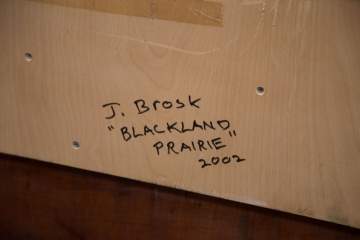 J. Brosk
"BLACKLAND
PRAIRIE"
2002